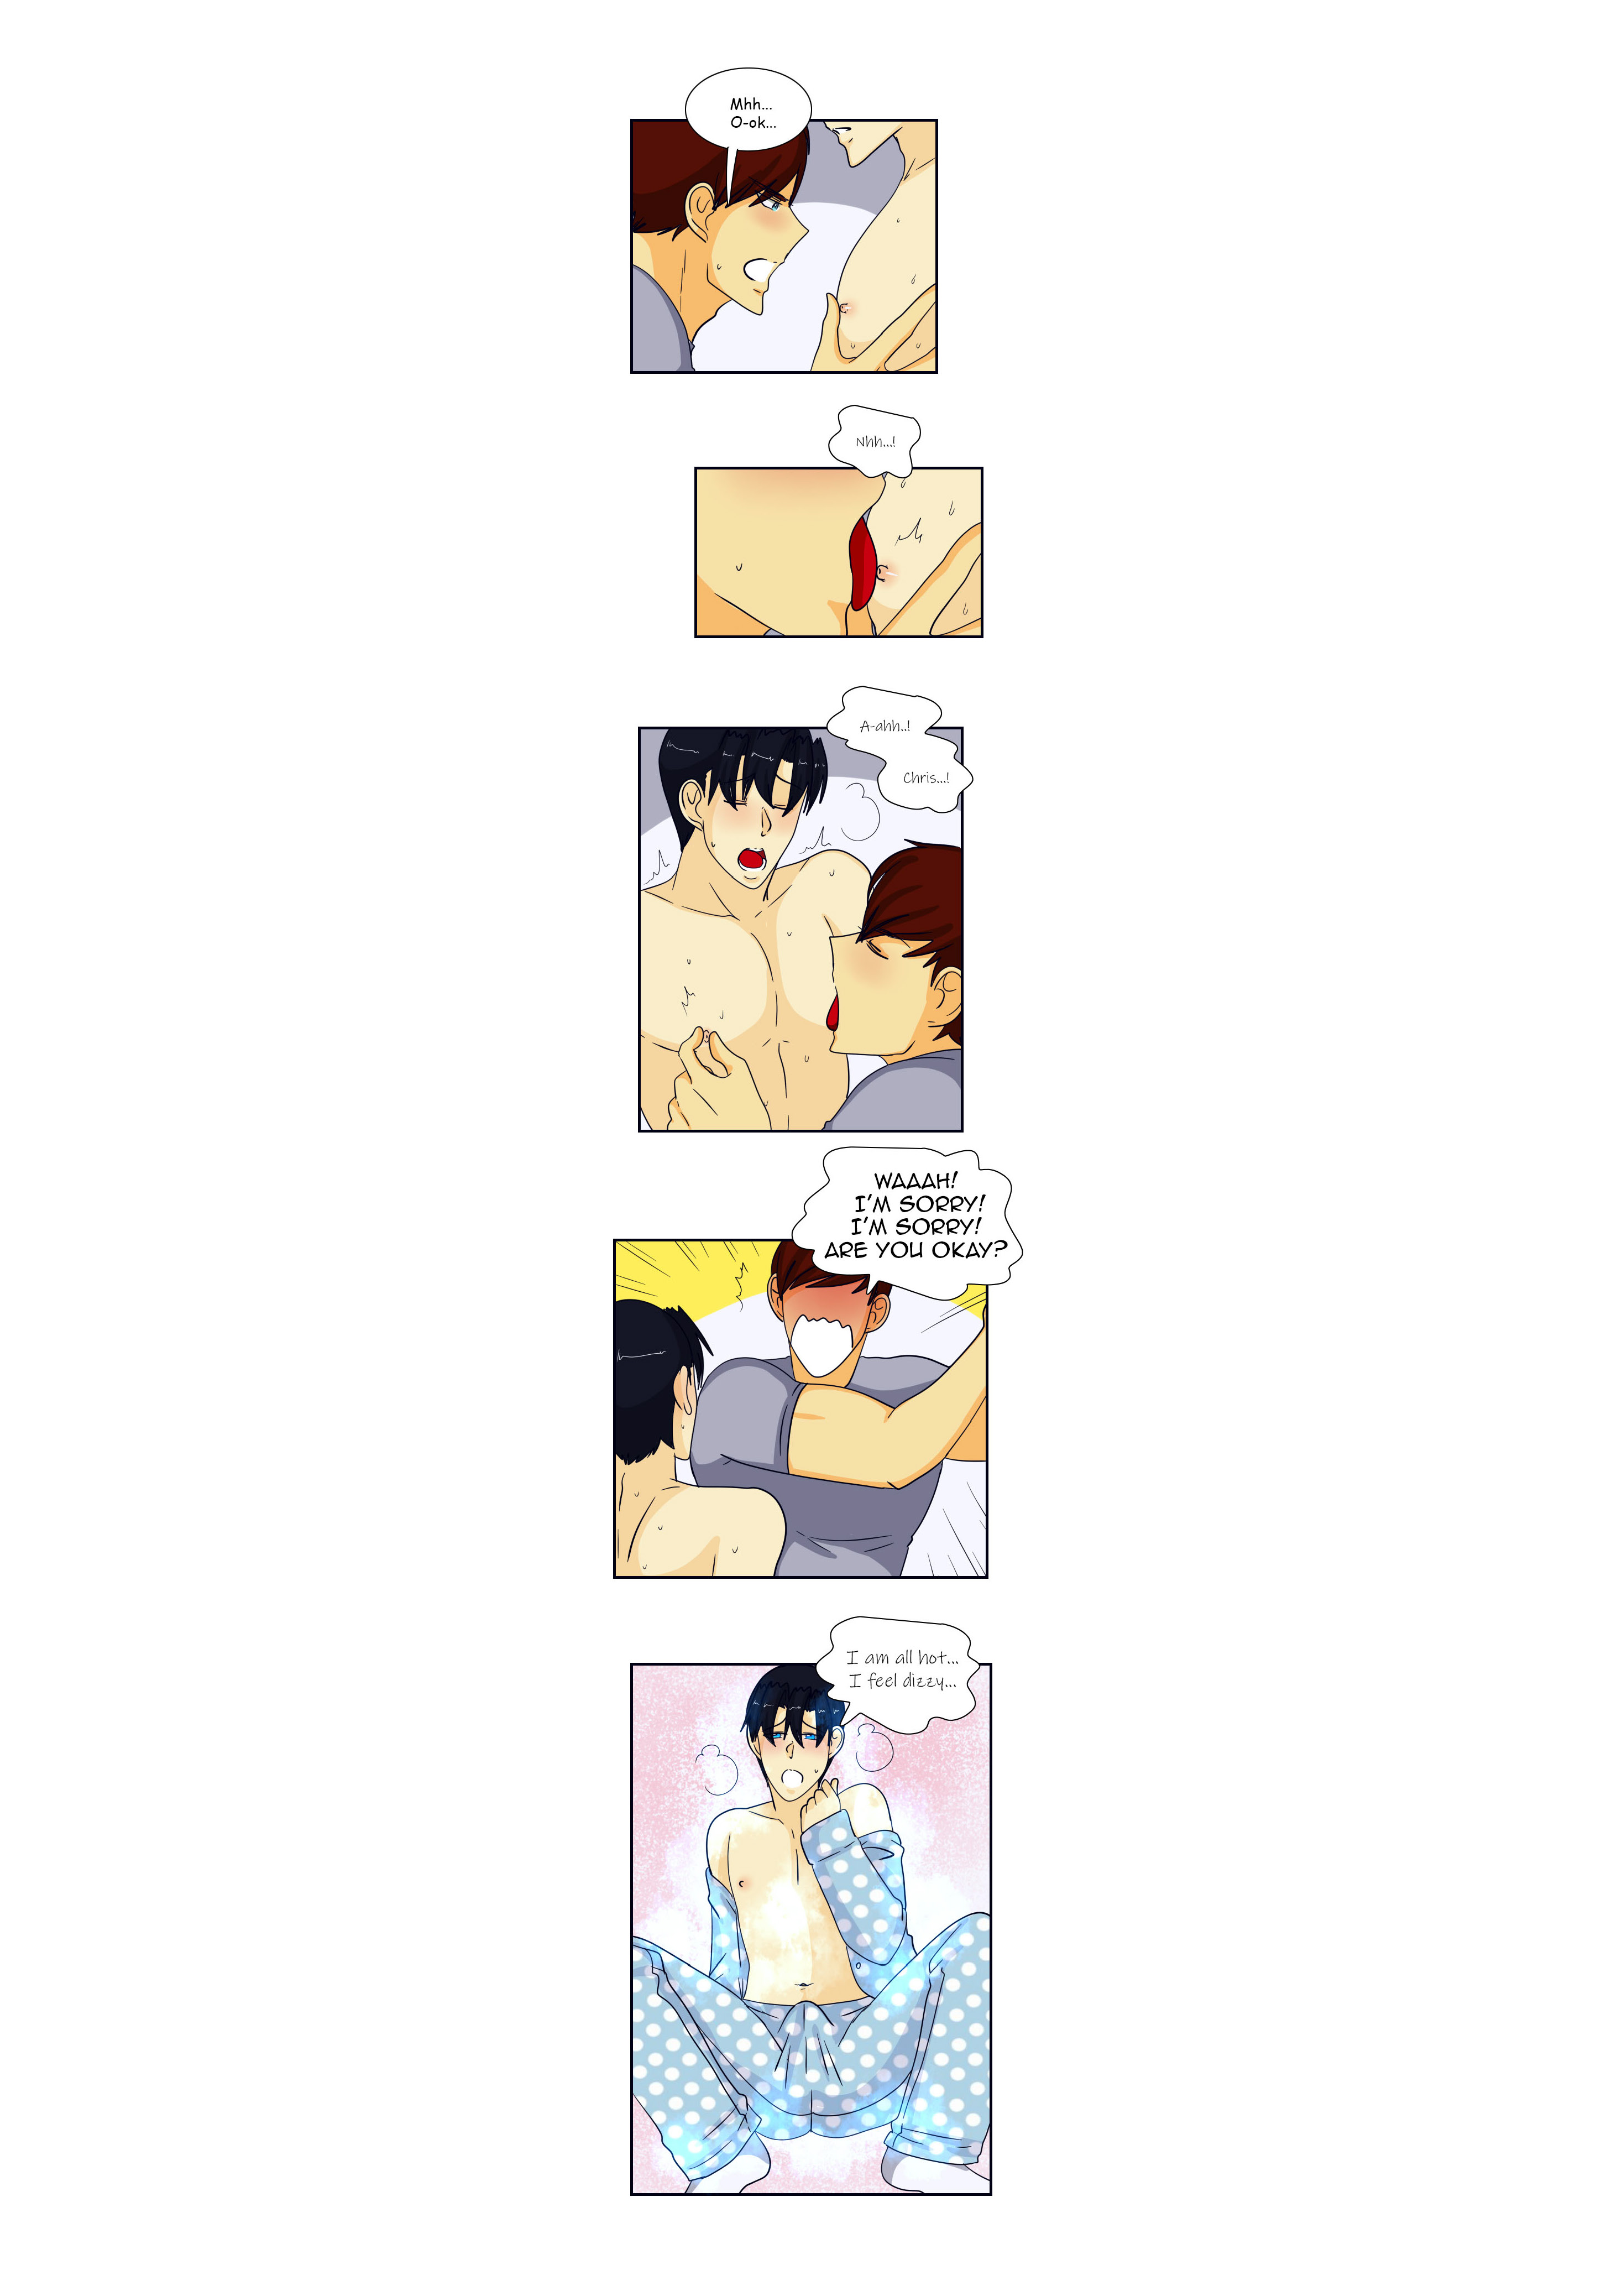 Mhh...
O-ok...
Nhh...!
A-ahh..!
Chris...!
WAAAH!
I'M SORRY!
I'M SORRY!
ARE YOU OKAY?
I am all hot...
I feel dizzy...